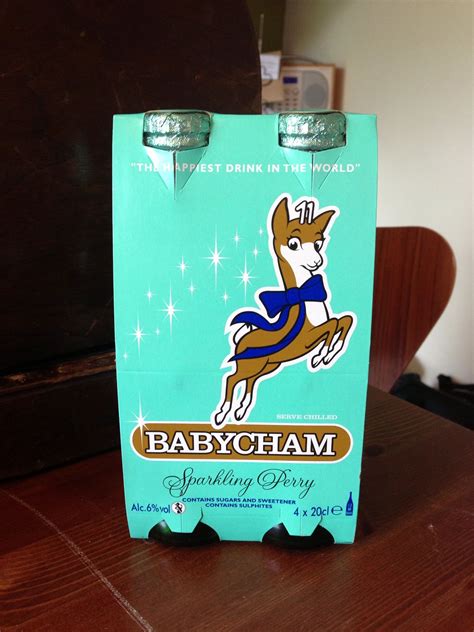 "THE HAPPIEST DRINK IN THE WORLD"
SERVE CHILLED
BABYCHAM
Sparkling Perry
CONTAINS SUGARS AND SWEETENER
CONTAINS SULPHITES
Alc.6%vol
4 x 20cl e